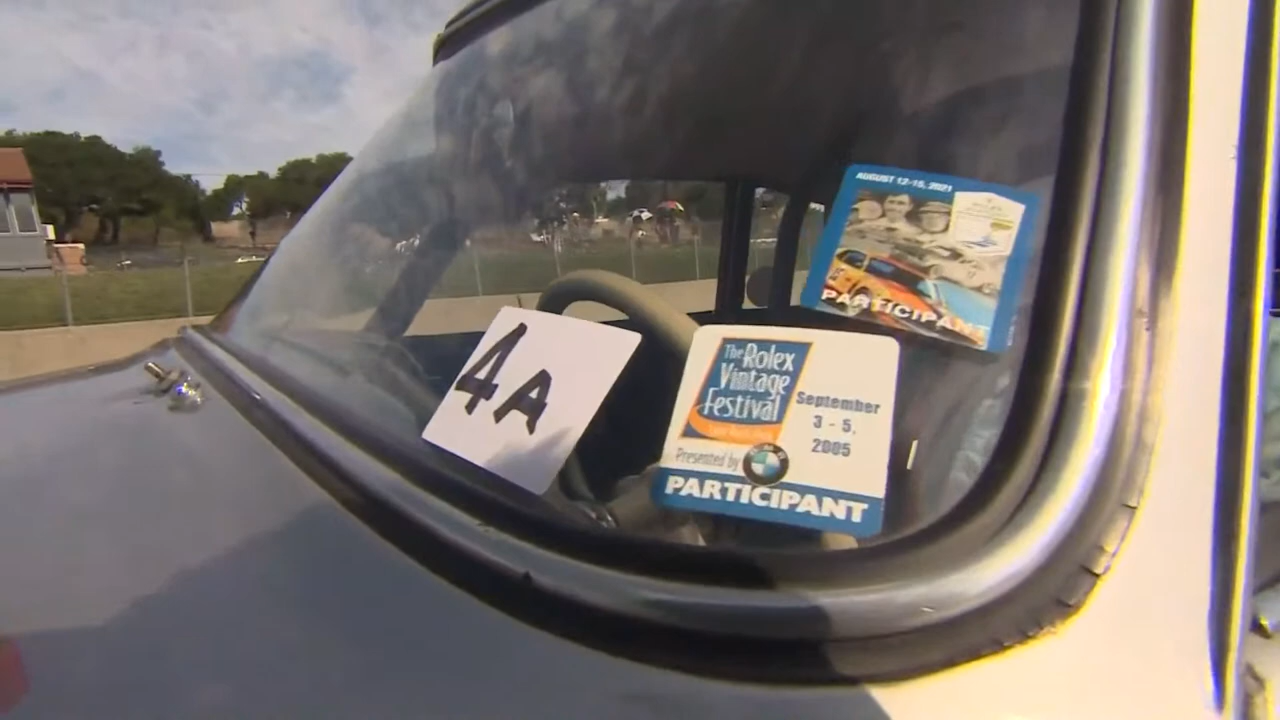 AUGUST 12-15, 2021
PARTICIPANT
4A
The Rolex
Vintage
Festival
September
3 - 5,
2005
Presented by
PARTICIPANT